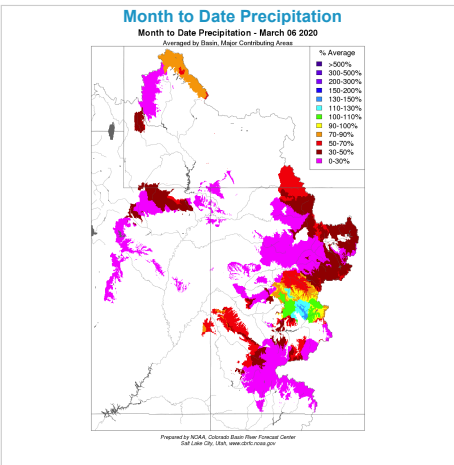 Month to Date Precipitation
Month to Date Precipitation - March 06 2020
Averaged by Basin, Major Contributing Areas
% Average
>500%
300-500%
200-300%
150-200%
130-150%
110-130%
100-110%
90-100%
70-90%
50-70%
30-50%
0-30%
Prepared by NOAA, Colorado Basin River Forecast Center
Salt Lake City, Utah, www.cbrfc.noaa.gov